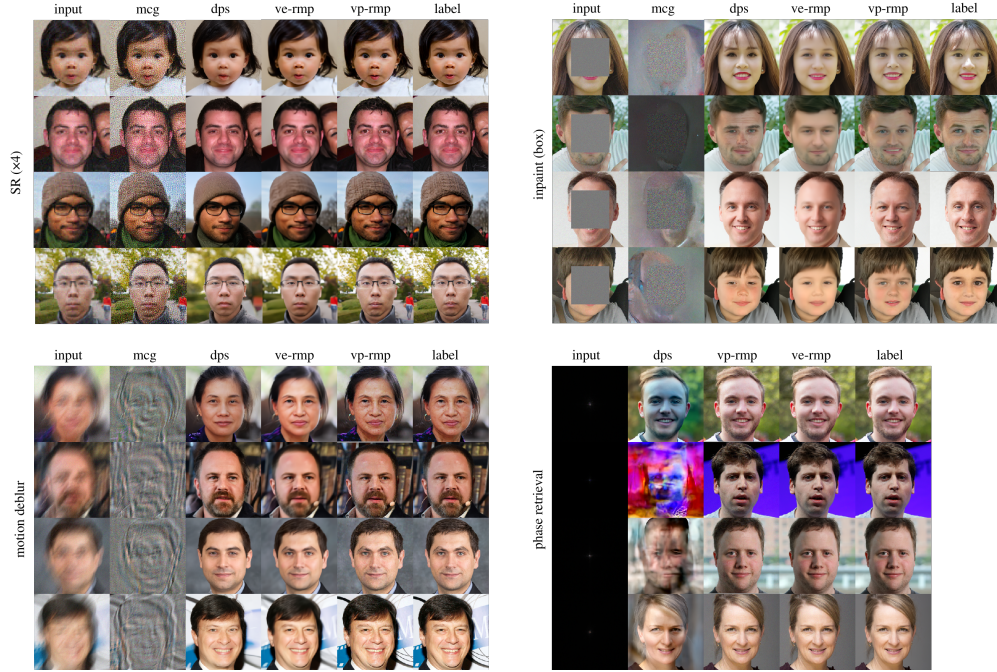 input mcg dps ve-rmp vp-rmp label
SR (×4)
input mcg dps ve-rmp vp-rmp label
inpaint (box)
input mcg dps ve-rmp vp-rmp label
motion deblur
input dps vp-rmp ve-rmp label
phase retrieval